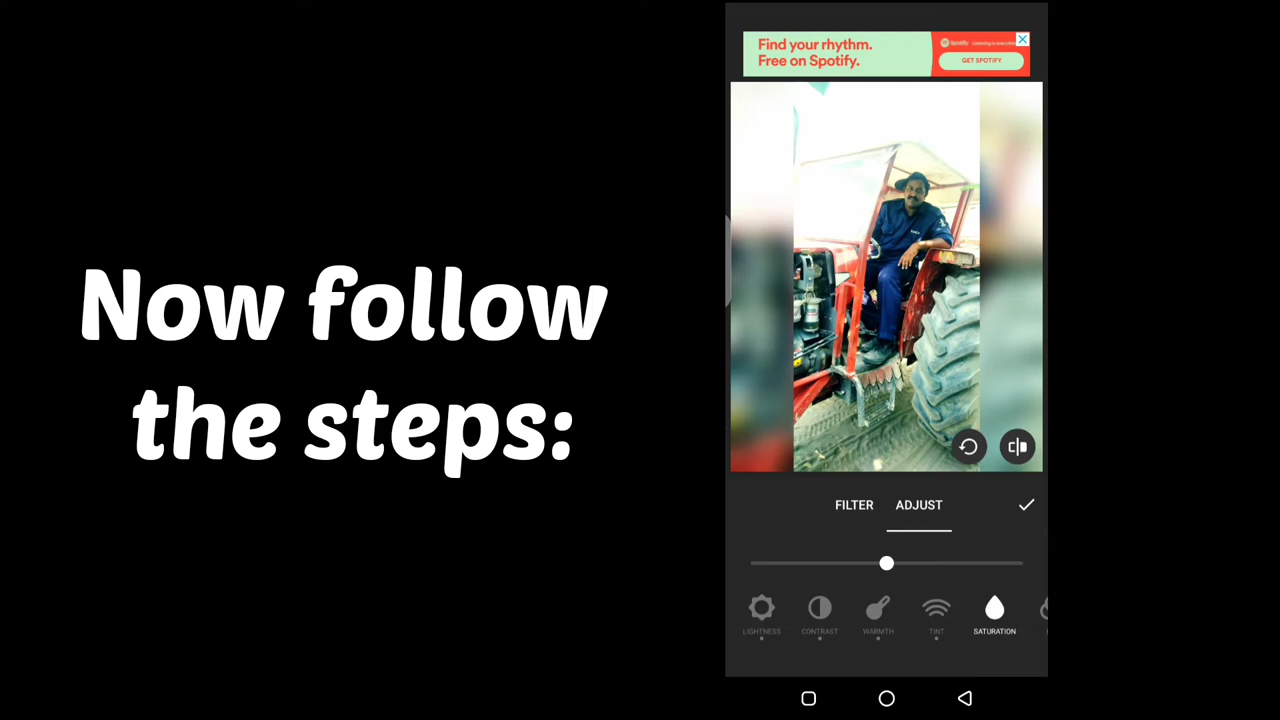 Now follow
the steps:
Find your rhythm.
Free on Spotify.
Spotify
GET SPOTIFY
FILTER
ADJUST
LIGHTNESS
CONTRAST
WARMTH
TINT
SATURATION